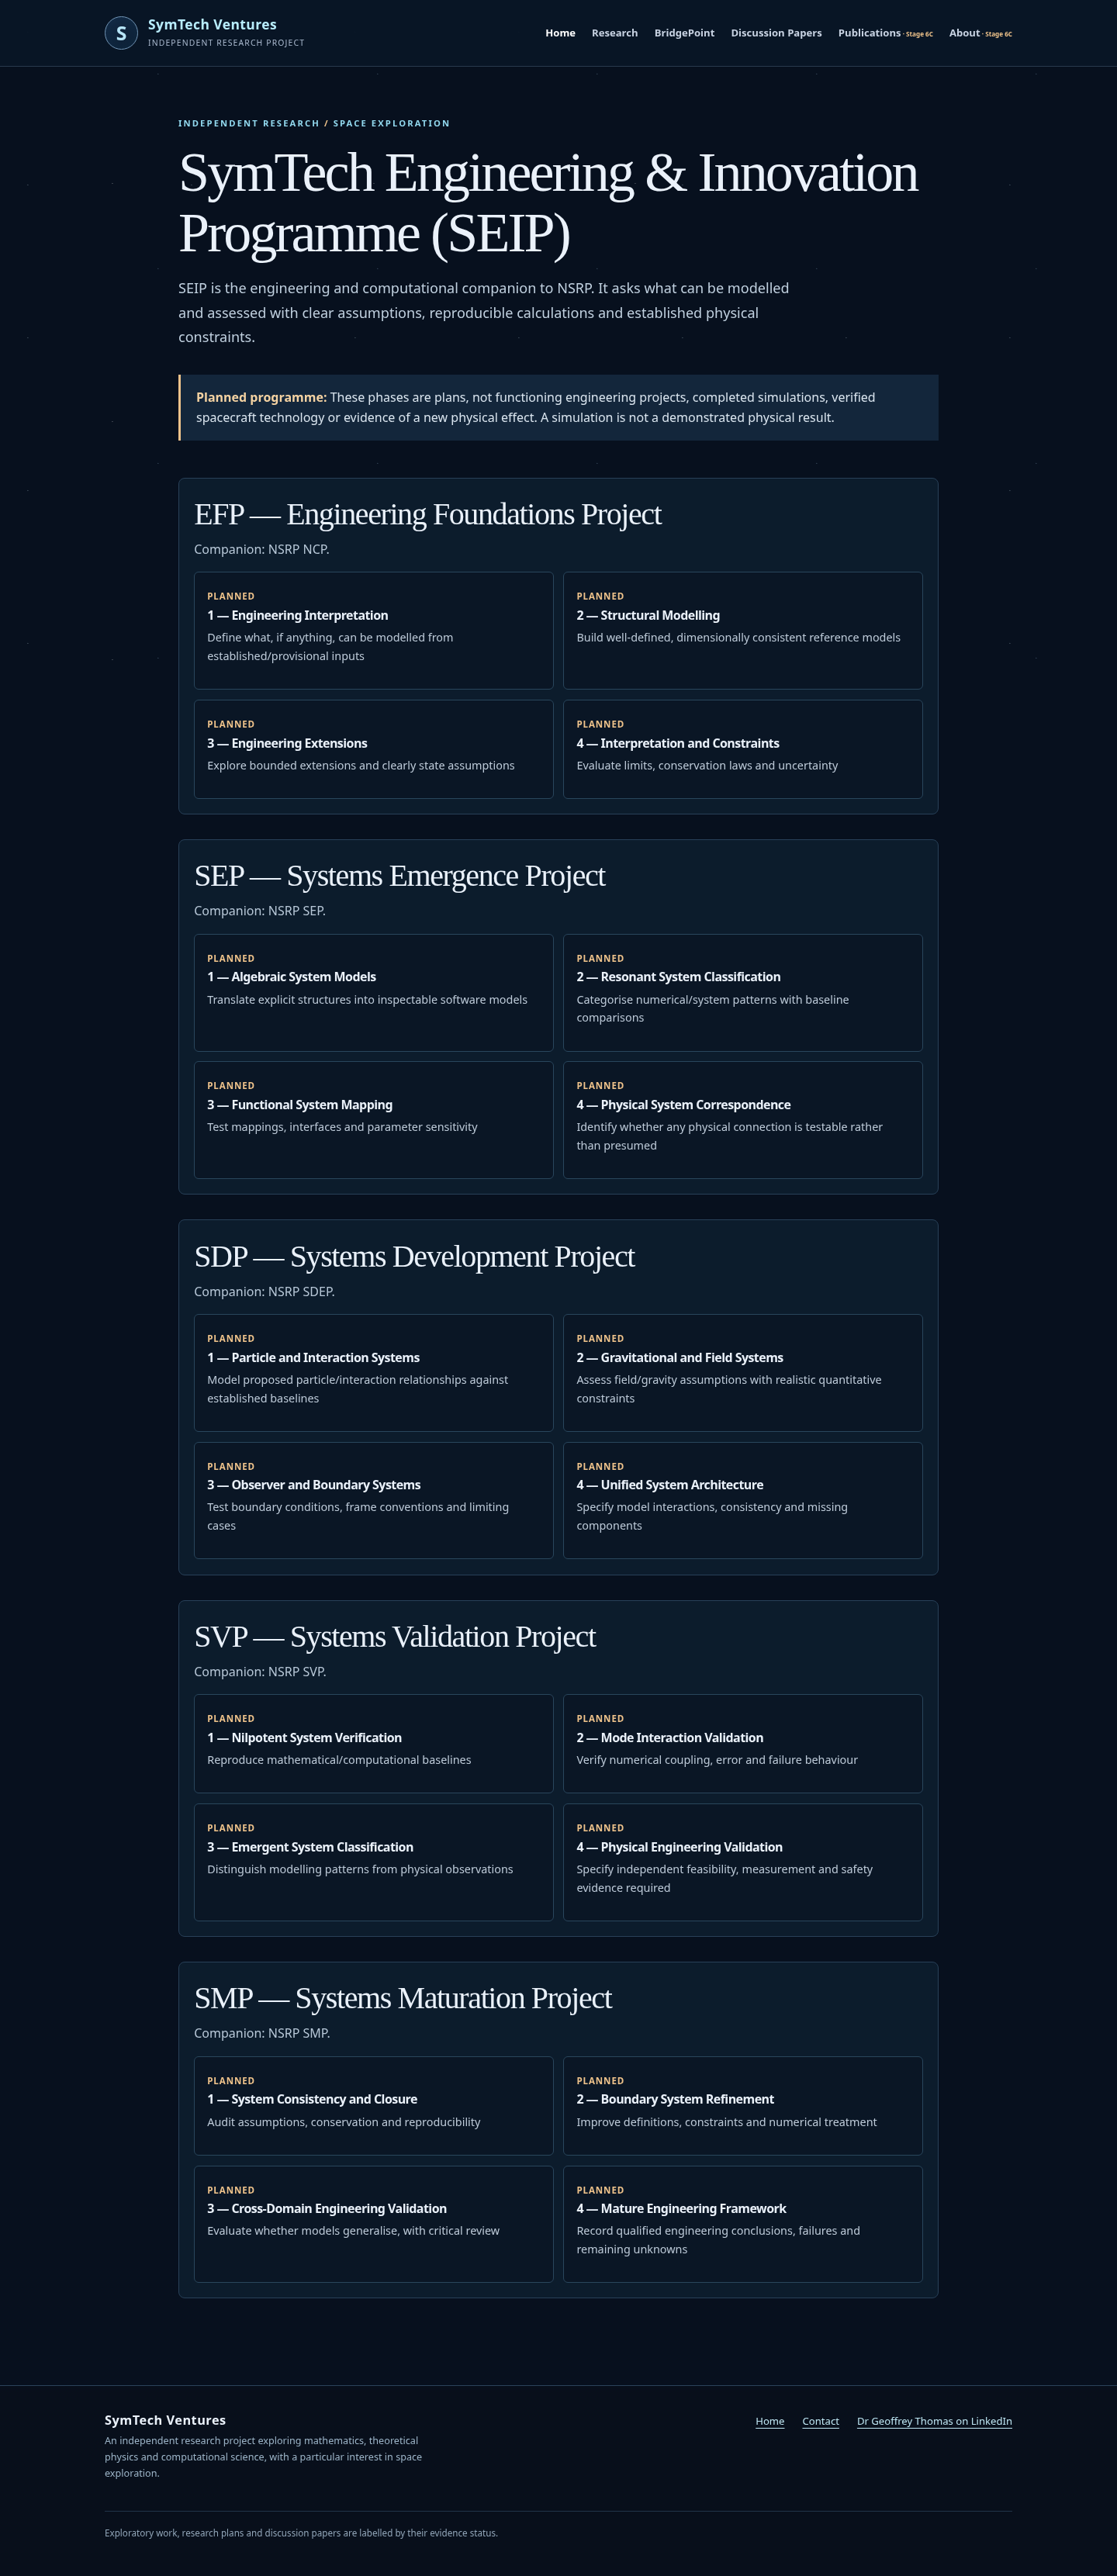 S
SymTech Ventures
INDEPENDENT RESEARCH PROJECT
Home Research BridgePoint Discussion Papers Publications · Stage 6C About · Stage 6C
INDEPENDENT RESEARCH / SPACE EXPLORATION
SymTech Engineering & Innovation
Programme (SEIP)
SEIP is the engineering and computational companion to NSRP. It asks what can be modelled
and assessed with clear assumptions, reproducible calculations and established physical
constraints.
Planned programme: These phases are plans, not functioning engineering projects, completed simulations, verified
spacecraft technology or evidence of a new physical effect. A simulation is not a demonstrated physical result.
EFP — Engineering Foundations Project
Companion: NSRP NCP.
PLANNED
1 — Engineering Interpretation
Define what, if anything, can be modelled from
established/provisional inputs
PLANNED
2 — Structural Modelling
Build well-defined, dimensionally consistent reference models
PLANNED
3 — Engineering Extensions
Explore bounded extensions and clearly state assumptions
PLANNED
4 — Interpretation and Constraints
Evaluate limits, conservation laws and uncertainty
SEP — Systems Emergence Project
Companion: NSRP SEP.
PLANNED
1 — Algebraic System Models
Translate explicit structures into inspectable software models
PLANNED
2 — Resonant System Classification
Categorise numerical/system patterns with baseline
comparisons
PLANNED
3 — Functional System Mapping
Test mappings, interfaces and parameter sensitivity
PLANNED
4 — Physical System Correspondence
Identify whether any physical connection is testable rather
than presumed
SDP — Systems Development Project
Companion: NSRP SDEP.
PLANNED
1 — Particle and Interaction Systems
Model proposed particle/interaction relationships against
established baselines
PLANNED
2 — Gravitational and Field Systems
Assess field/gravity assumptions with realistic quantitative
constraints
PLANNED
3 — Observer and Boundary Systems
Test boundary conditions, frame conventions and limiting
cases
PLANNED
4 — Unified System Architecture
Specify model interactions, consistency and missing
components
SVP — Systems Validation Project
Companion: NSRP SVP.
PLANNED
1 — Nilpotent System Verification
Reproduce mathematical/computational baselines
PLANNED
2 — Mode Interaction Validation
Verify numerical coupling, error and failure behaviour
PLANNED
3 — Emergent System Classification
Distinguish modelling patterns from physical observations
PLANNED
4 — Physical Engineering Validation
Specify independent feasibility, measurement and safety
evidence required
SMP — Systems Maturation Project
Companion: NSRP SMP.
PLANNED
1 — System Consistency and Closure
Audit assumptions, conservation and reproducibility
PLANNED
2 — Boundary System Refinement
Improve definitions, constraints and numerical treatment
PLANNED
3 — Cross-Domain Engineering Validation
Evaluate whether models generalise, with critical review
PLANNED
4 — Mature Engineering Framework
Record qualified engineering conclusions, failures and
remaining unknowns
SymTech Ventures
An independent research project exploring mathematics, theoretical
physics and computational science, with a particular interest in space
exploration.
Home Contact Dr Geoffrey Thomas on LinkedIn
Exploratory work, research plans and discussion papers are labelled by their evidence status.